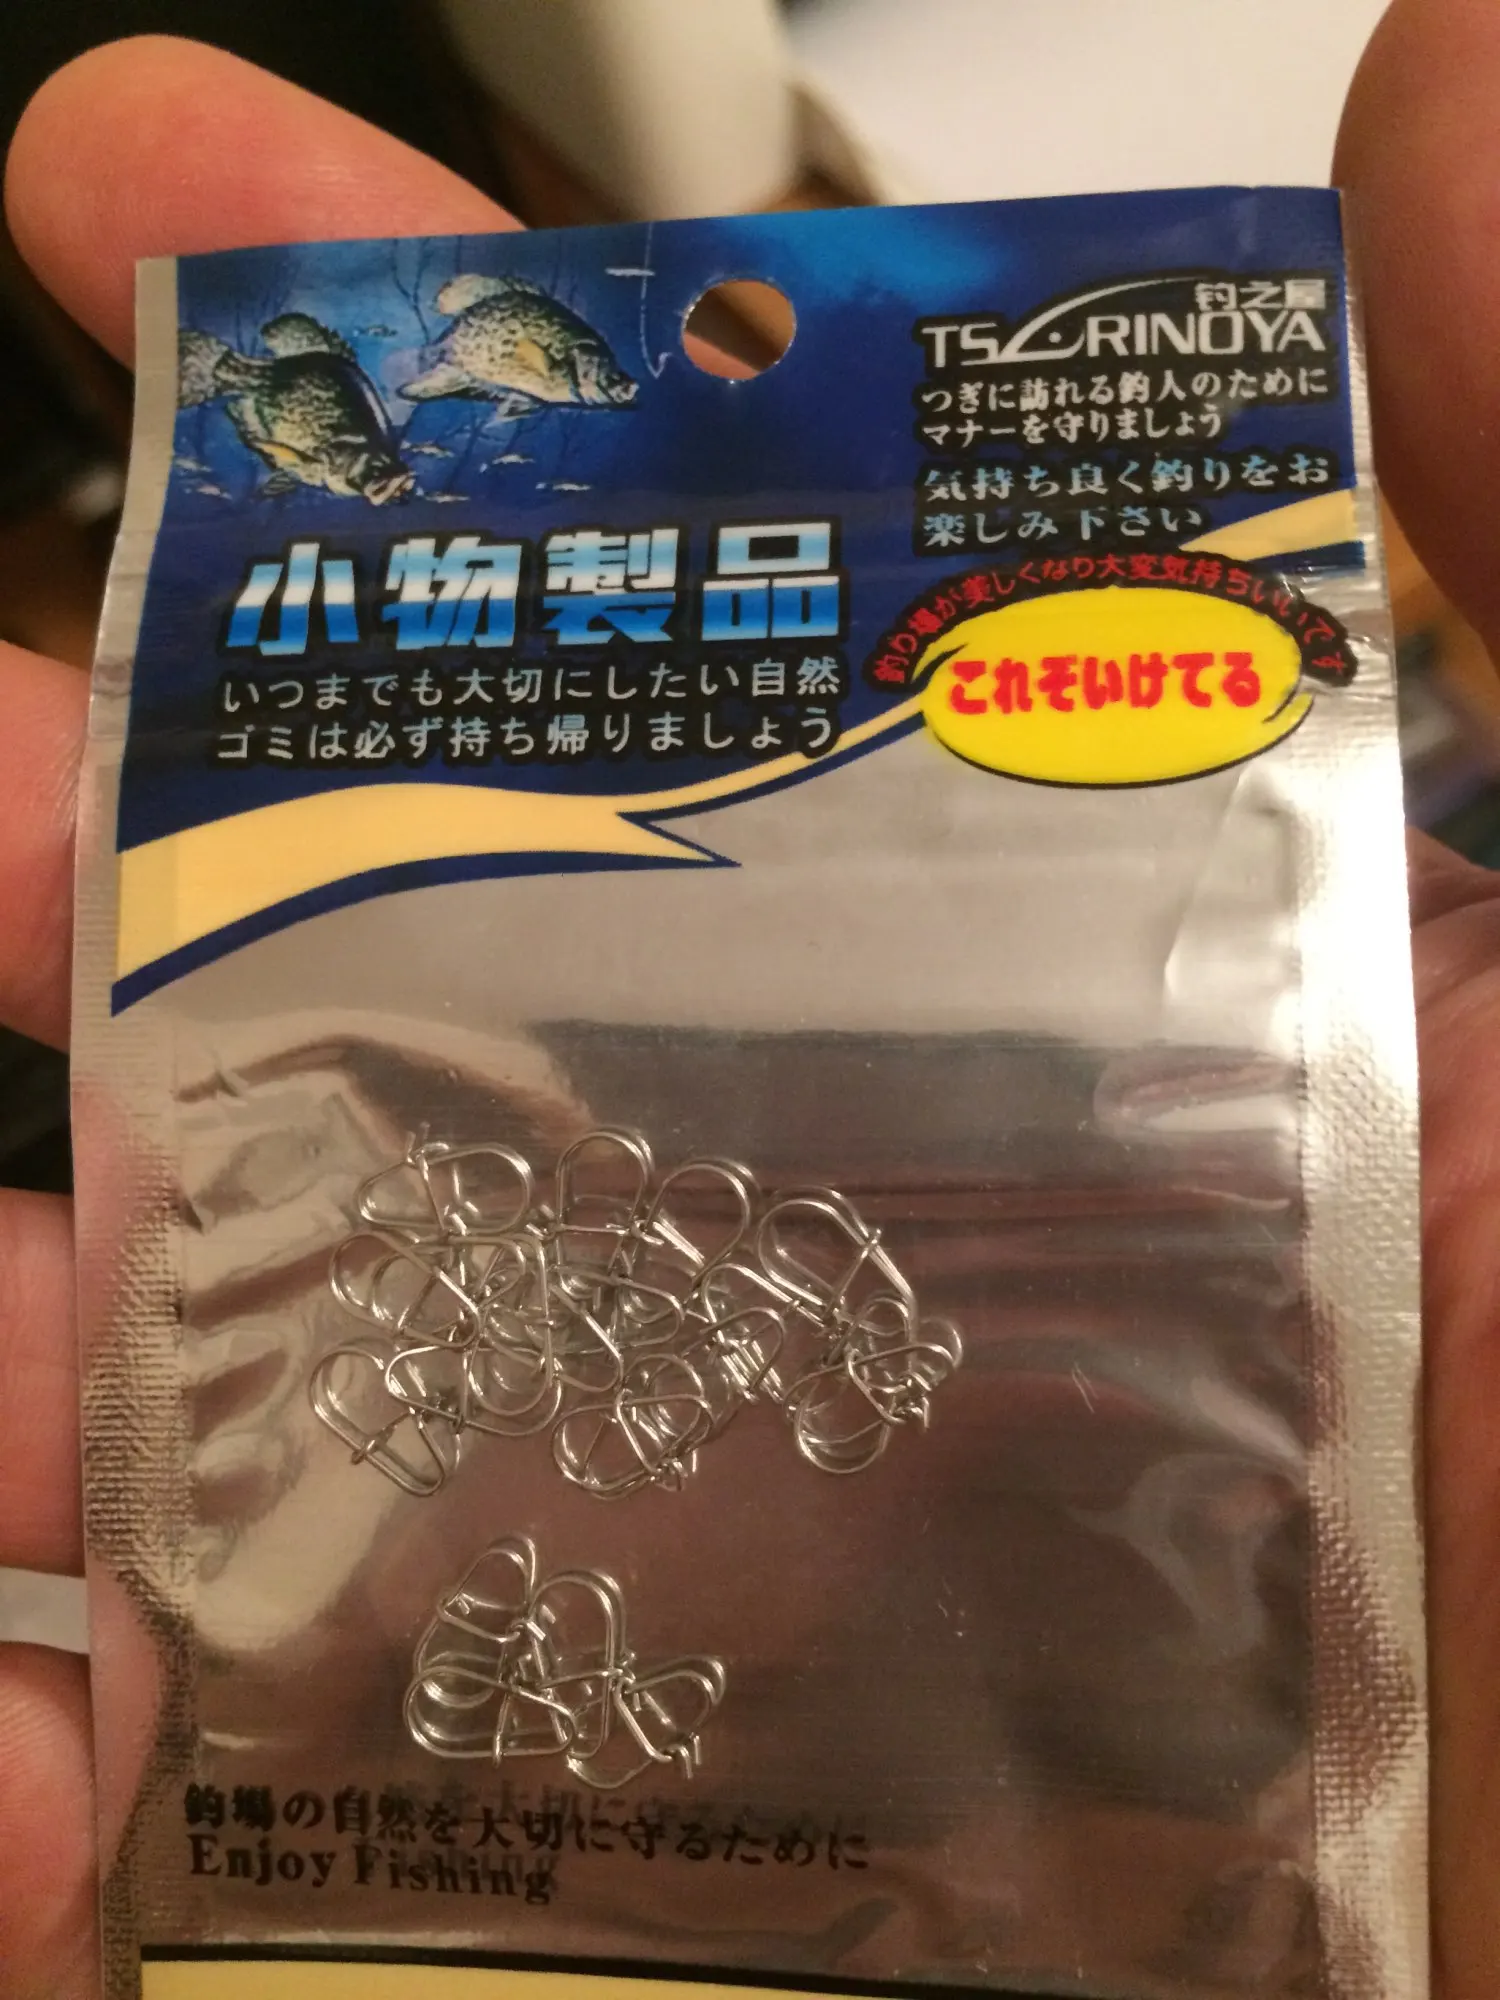 釣之屋
TSURINOYA
つぎに訪れる釣人のために
マナーを守りましょう
気持ち良く釣りをお
楽しみ下さい
小物製品
いつまでも大切にしたい自然
ゴミは必ず持ち帰りましょう
釣り場が美しくなり大変気持ちいいです
これぞいけてる
釣場の自然を大切に守るために
Enjoy Fishing